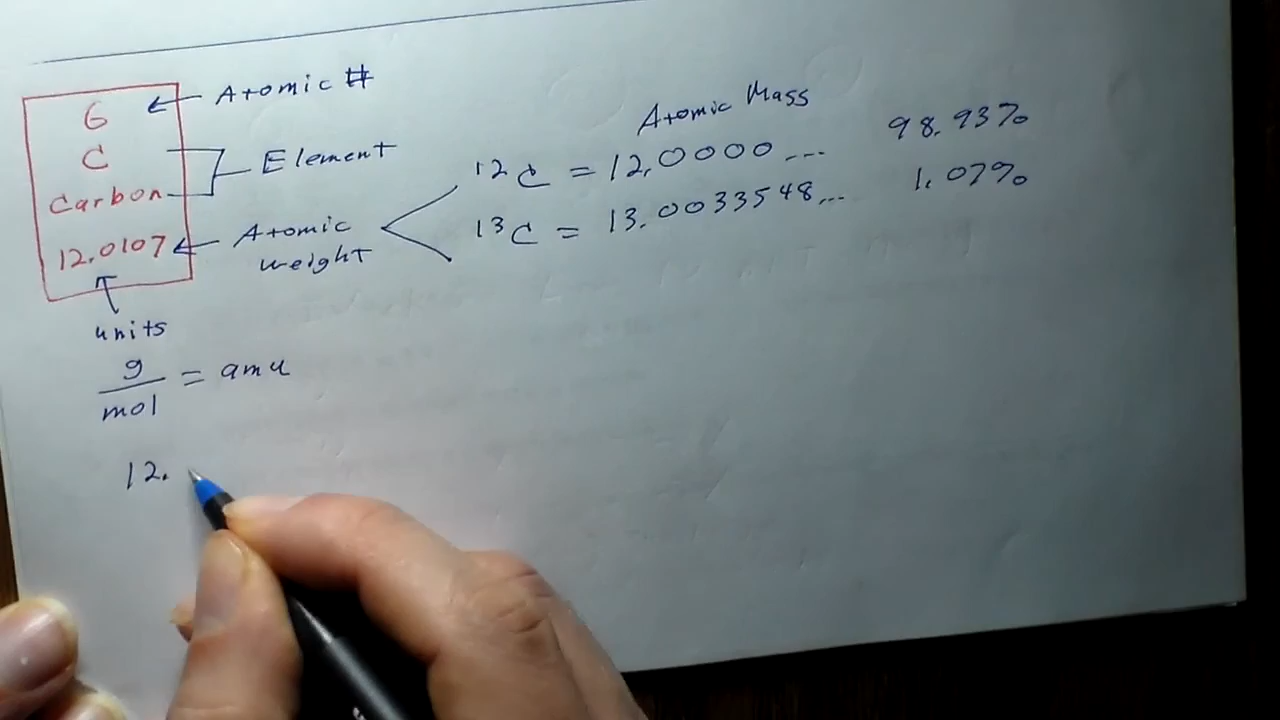 6
C
Carbon
12.0107
Atomic #
Element
Atomic
weight
units
g
mol
= amu
12.
Atomic Mass
12C = 12.0000... 98.93%
13C = 13.0033548... 1.07%